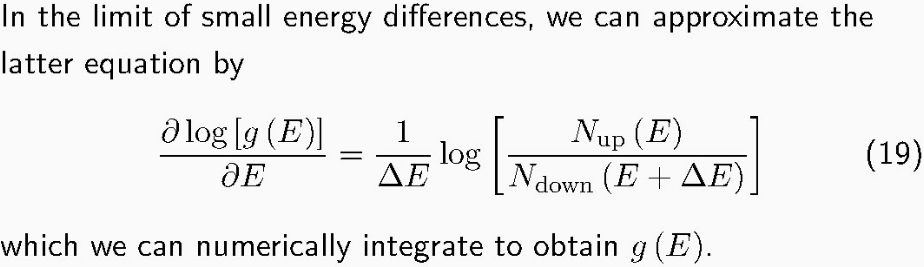 In the limit of small energy differences, we can approximate the
latter equation by
∂ log [g (E)] / ∂E = 1 / ΔE log [ N_up (E) / N_down (E + ΔE) ] (19)
which we can numerically integrate to obtain g (E).